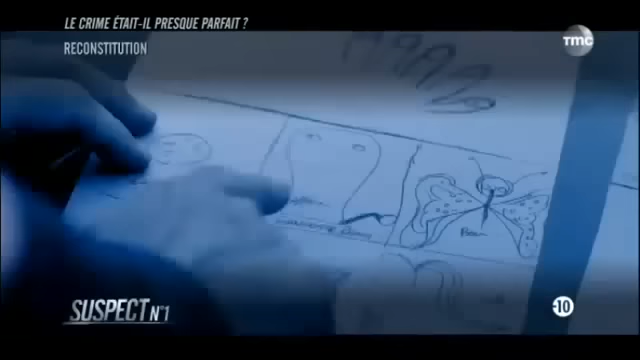 LE CRIME ÉTAIT-IL PRESQUE PARFAIT ?
RECONSTITUTION
TMC
SUSPECT N°1
-10